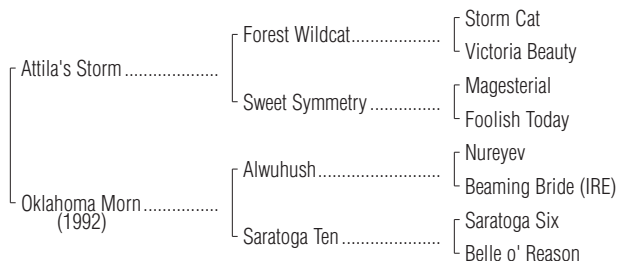 Storm Cat
Forest Wildcat....................
Victoria Beauty
Attila's Storm .....................
Magesterial
Sweet Symmetry ................
Foolish Today
Nureyev
Alwuhush...........................
Beaming Bride (IRE)
Oklahoma Morn ................
(1992)
Saratoga Six
Saratoga Ten ......................
Belle o' Reason